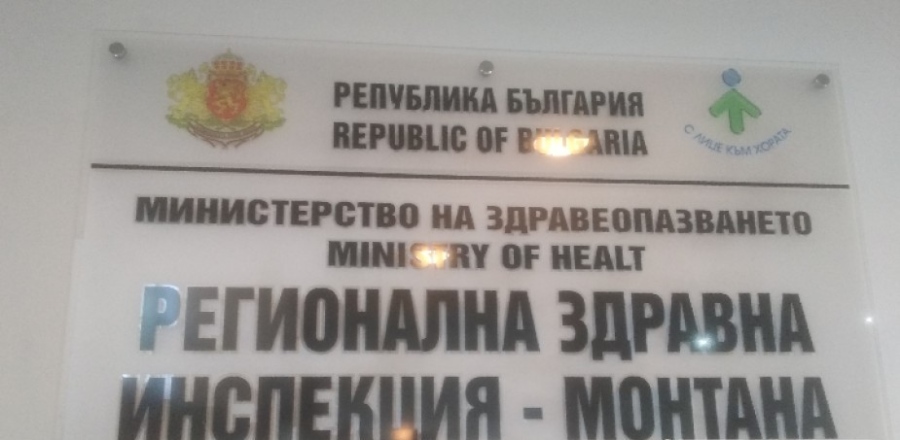 РЕПУБЛИКА БЪЛГАРИЯ
REPUBLIC OF BULGARIA
С ЛИЦЕ КЪМ ХОРАТА
МИНИСТЕРСТВО НА ЗДРАВЕОПАЗВАНЕТО
MINISTRY OF HEALT
РЕГИОНАЛНА ЗДРАВНА
ИНСПЕКЦИЯ - МОНТАНА